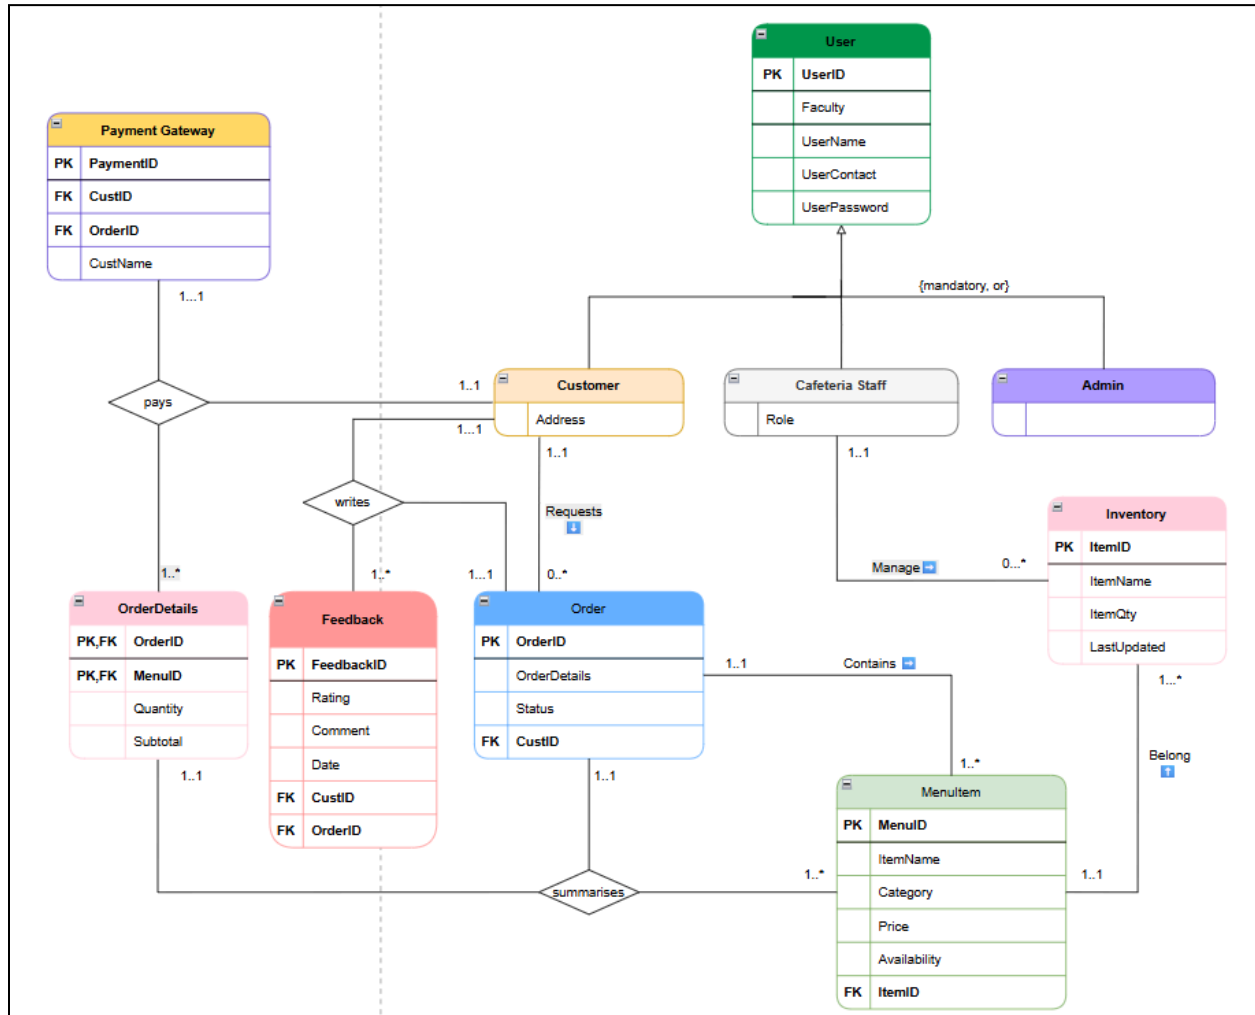 User
PK UserID
Faculty
UserName
UserContact
UserPassword
Payment Gateway
PK PaymentID
FK CustID
FK OrderID
CustName
1...1
{mandatory, or}
pays
1..1
Customer
Address
1...1
1..1
Cafeteria Staff
Role
1..1
Admin
writes
Requests
Inventory
PK ItemID
ItemName
ItemQty
LastUpdated
1...*
Manage
0...*
1..*
1..*
1...1
0..*
OrderDetails
PK,FK OrderID
PK,FK MenuID
Quantity
Subtotal
1..1
Feedback
PK FeedbackID
Rating
Comment
Date
FK CustID
FK OrderID
Order
PK OrderID
OrderDetails
Status
FK CustID
1..1
1..1
Contains
1..*
Belong
MenuItem
PK MenuID
ItemName
Category
Price
Availability
FK ItemID
summarises
1..*
1..1